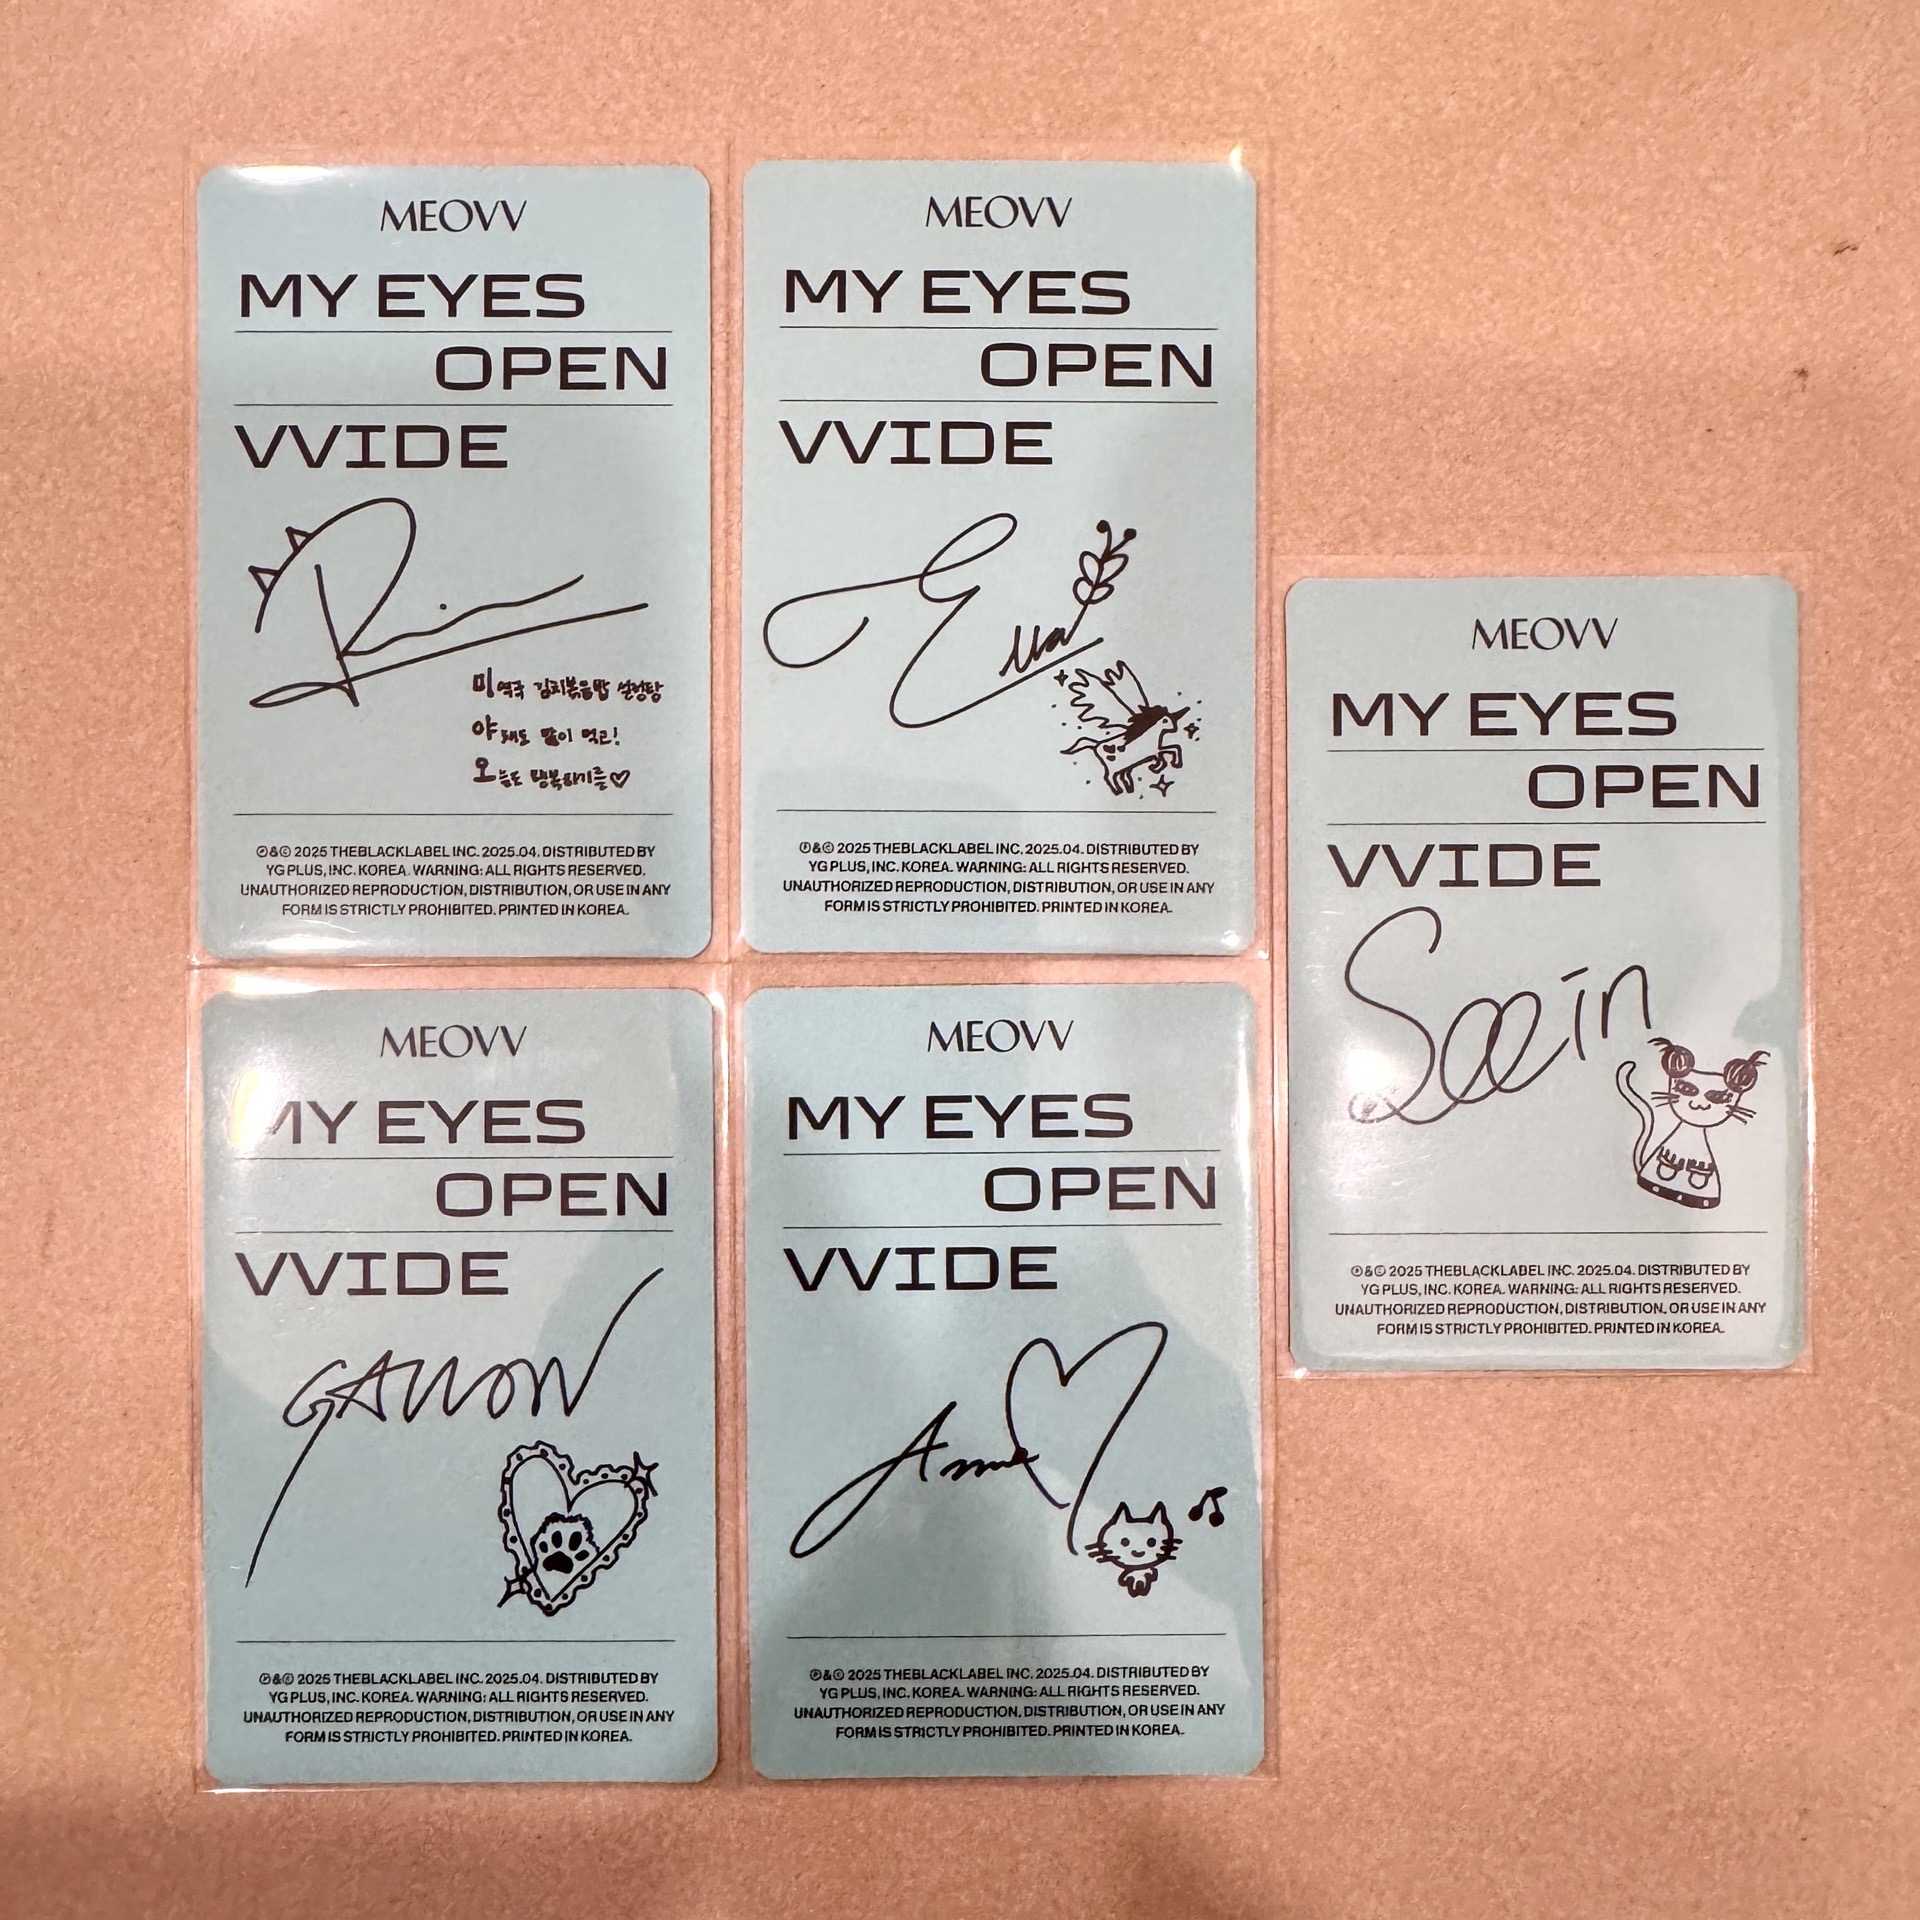 MEOVV
MY EYES
OPEN
VVIDE
Rin
미역국 김치볶음밥 설렁탕
야 돼도 많이 먹고!
오늘도 행복하기를♡
Ⓟ&© 2025 THEBLACKLABEL INC. 2025.04. DISTRIBUTED BY
YG PLUS, INC. KOREA. WARNING: ALL RIGHTS RESERVED.
UNAUTHORIZED REPRODUCTION, DISTRIBUTION, OR USE IN ANY
FORM IS STRICTLY PROHIBITED. PRINTED IN KOREA.
MEOVV
MY EYES
OPEN
VVIDE
Ella
Ⓟ&© 2025 THEBLACKLABEL INC. 2025.04. DISTRIBUTED BY
YG PLUS, INC. KOREA. WARNING: ALL RIGHTS RESERVED.
UNAUTHORIZED REPRODUCTION, DISTRIBUTION, OR USE IN ANY
FORM IS STRICTLY PROHIBITED. PRINTED IN KOREA.
MEOVV
MY EYES
OPEN
VVIDE
Sooin
Ⓟ&© 2025 THEBLACKLABEL INC. 2025.04. DISTRIBUTED BY
YG PLUS, INC. KOREA. WARNING: ALL RIGHTS RESERVED.
UNAUTHORIZED REPRODUCTION, DISTRIBUTION, OR USE IN ANY
FORM IS STRICTLY PROHIBITED. PRINTED IN KOREA.
MEOVV
MY EYES
OPEN
VVIDE
GAWON
Ⓟ&© 2025 THEBLACKLABEL INC. 2025.04. DISTRIBUTED BY
YG PLUS, INC. KOREA. WARNING: ALL RIGHTS RESERVED.
UNAUTHORIZED REPRODUCTION, DISTRIBUTION, OR USE IN ANY
FORM IS STRICTLY PROHIBITED. PRINTED IN KOREA.
MEOVV
MY EYES
OPEN
VVIDE
Anna
Ⓟ&© 2025 THEBLACKLABEL INC. 2025.04. DISTRIBUTED BY
YG PLUS, INC. KOREA. WARNING: ALL RIGHTS RESERVED.
UNAUTHORIZED REPRODUCTION, DISTRIBUTION, OR USE IN ANY
FORM IS STRICTLY PROHIBITED. PRINTED IN KOREA.